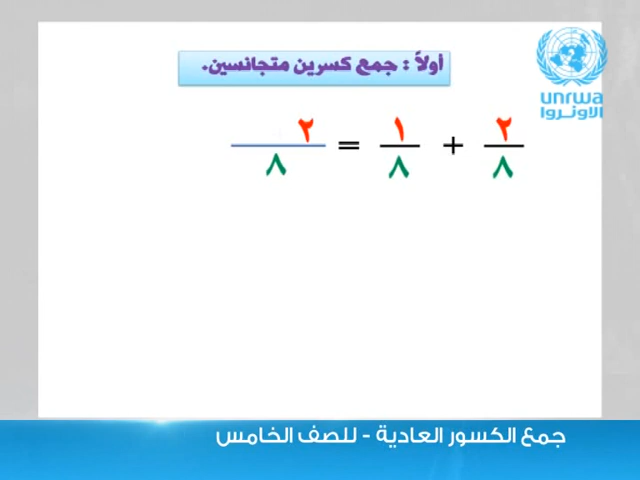 أولاً : جمع كسرين متجانسين.
unrwa
الاونروا
٢/٨ + ١/٨ = ٢/٨
جمع الكسور العادية - للصف الخامس